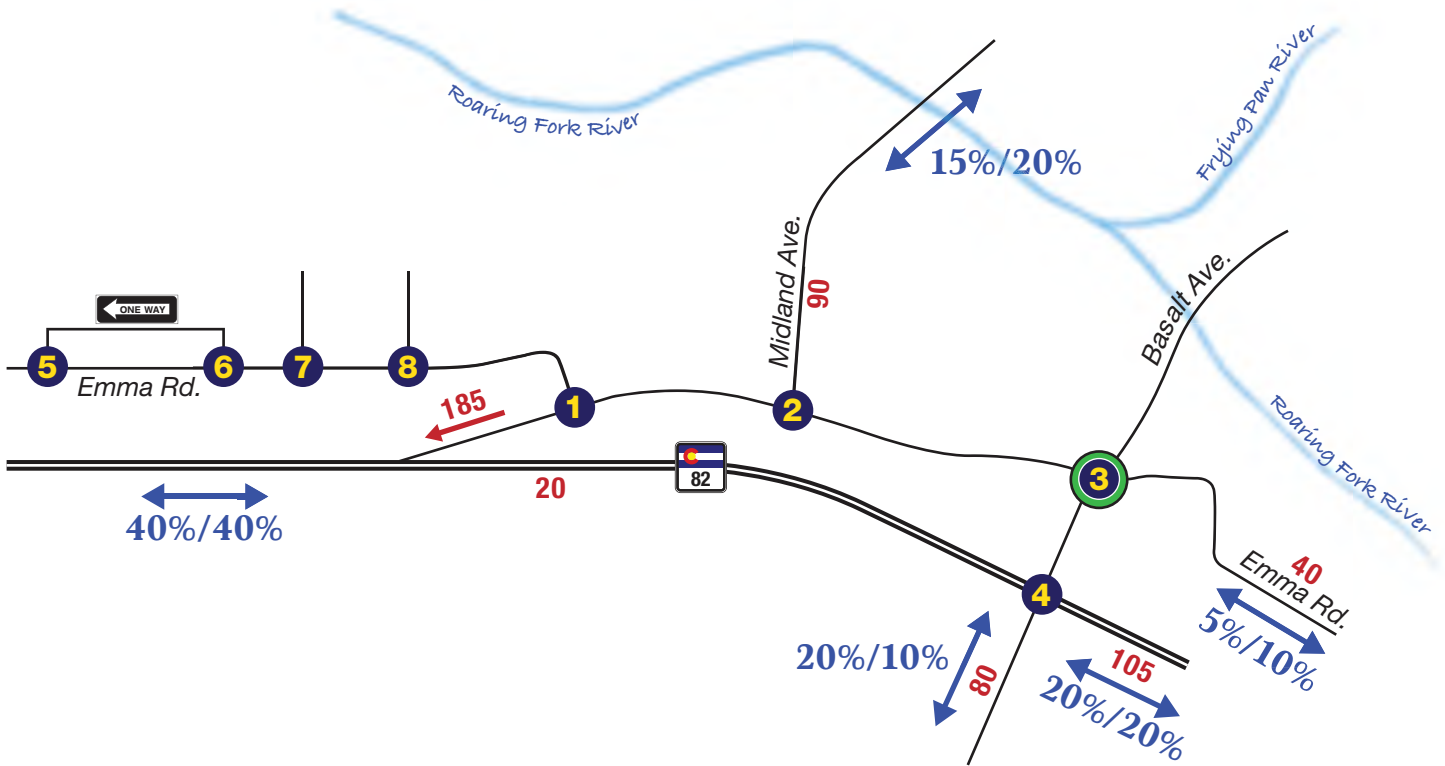 Roaring Fork River
Frying Pan River
15%/20%
Midland Ave.
90
Basalt Ave.
ONE WAY
5
6
7
8
Emma Rd.
185
1
2
3
Roaring Fork River
82
20
40%/40%
4
40
Emma Rd.
5%/10%
20%/10%
80
105
20%/20%